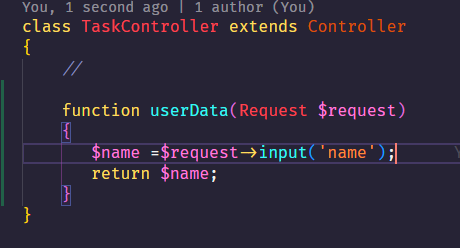 You, 1 second ago | 1 author (You)
class TaskController extends Controller
{
//
function userData(Request $request)
{
$name =$request->input('name');
return $name;
}
}